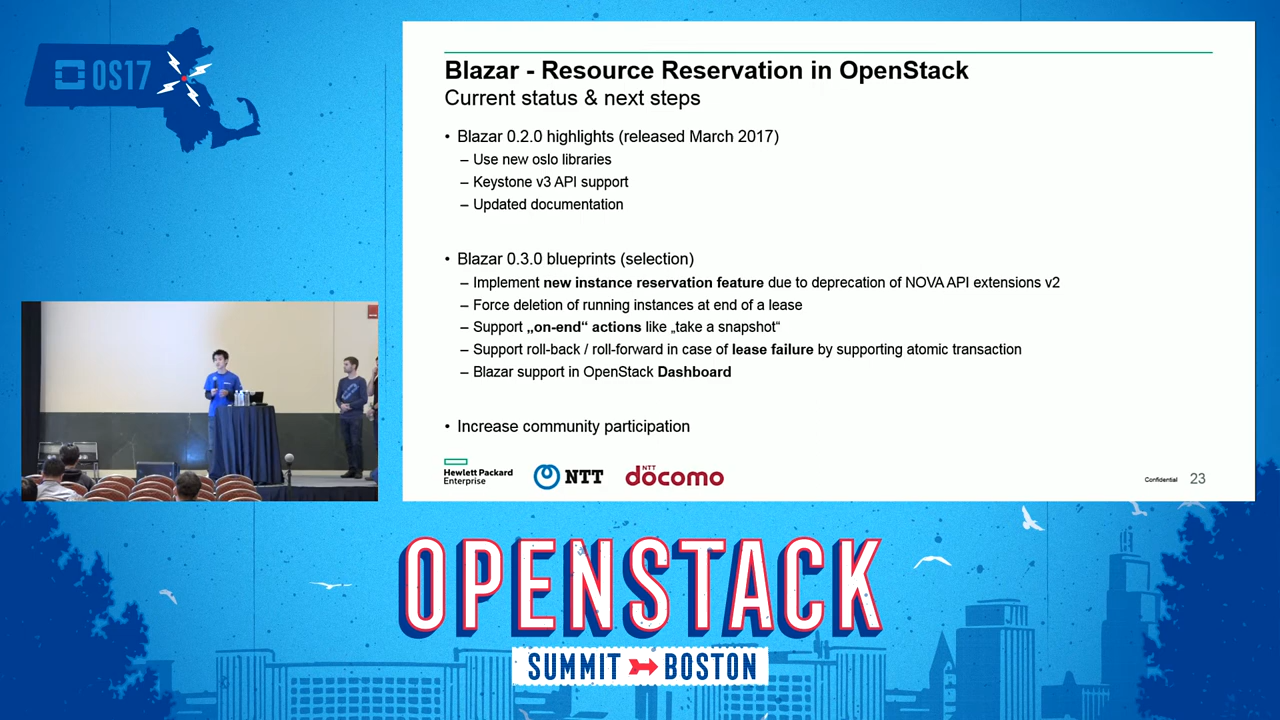 OS17
Blazar - Resource Reservation in OpenStack
Current status & next steps
• Blazar 0.2.0 highlights (released March 2017)
– Use new oslo libraries
– Keystone v3 API support
– Updated documentation
• Blazar 0.3.0 blueprints (selection)
– Implement new instance reservation feature due to deprecation of NOVA API extensions v2
– Force deletion of running instances at end of a lease
– Support „on-end“ actions like „take a snapshot“
– Support roll-back / roll-forward in case of lease failure by supporting atomic transaction
– Blazar support in OpenStack Dashboard
• Increase community participation
Hewlett Packard
Enterprise
NTT
NTT
döcomo
Confidential 23
OPENSTACK
SUMMIT BOSTON